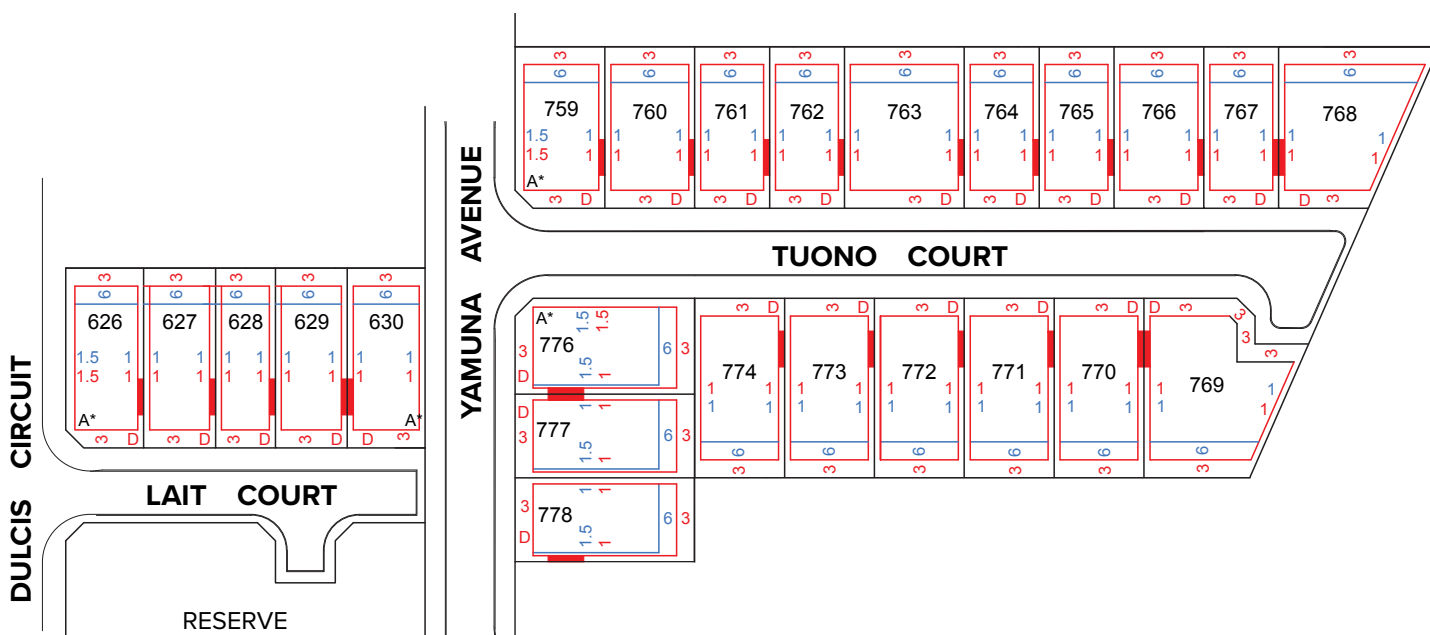 3 3 3 3 3 3 3 3 3 3
6 6 6 6 6 6 6 6 6 6
759 760 761 762 763 764 765 766 767 768
1.5 1 1 1 1 1 1 1 1 1 1 1 1 1 1 1 1 1 1 1
1.5 1 1 1 1 1 1 1 1 1 1 1 1 1 1 1 1 1 1 1
A*
3 D 3 D 3 D 3 D 3 D 3 D 3 D 3 D 3 D D 3
TUONO COURT
YAMUNA AVENUE
3 3 3 3 3
6 6 6 6 6
626 627 628 629 630
1.5 1 1 1 1 1 1 1 1 1
1.5 1 1 1 1 1 1 1 1 1
A* A*
3 D 3 D 3 D 3 D D 3
LAIT COURT
DULCIS CIRCUIT
RESERVE
A* 1.5 1.5
776
3 6 3
D 1.5 1
D 1 1
777
3 6 3
1.5 1
3 1 1
778
6 3
D 1.5 1
3 D 3 D 3 D 3 D 3 D D 3 3
3
3
774 773 772 771 770 769
1 1 1 1 1 1 1 1 1 1 1 1
1 1 1 1 1 1 1 1 1 1 1 1
6 6 6 6 6 6
3 3 3 3 3 3